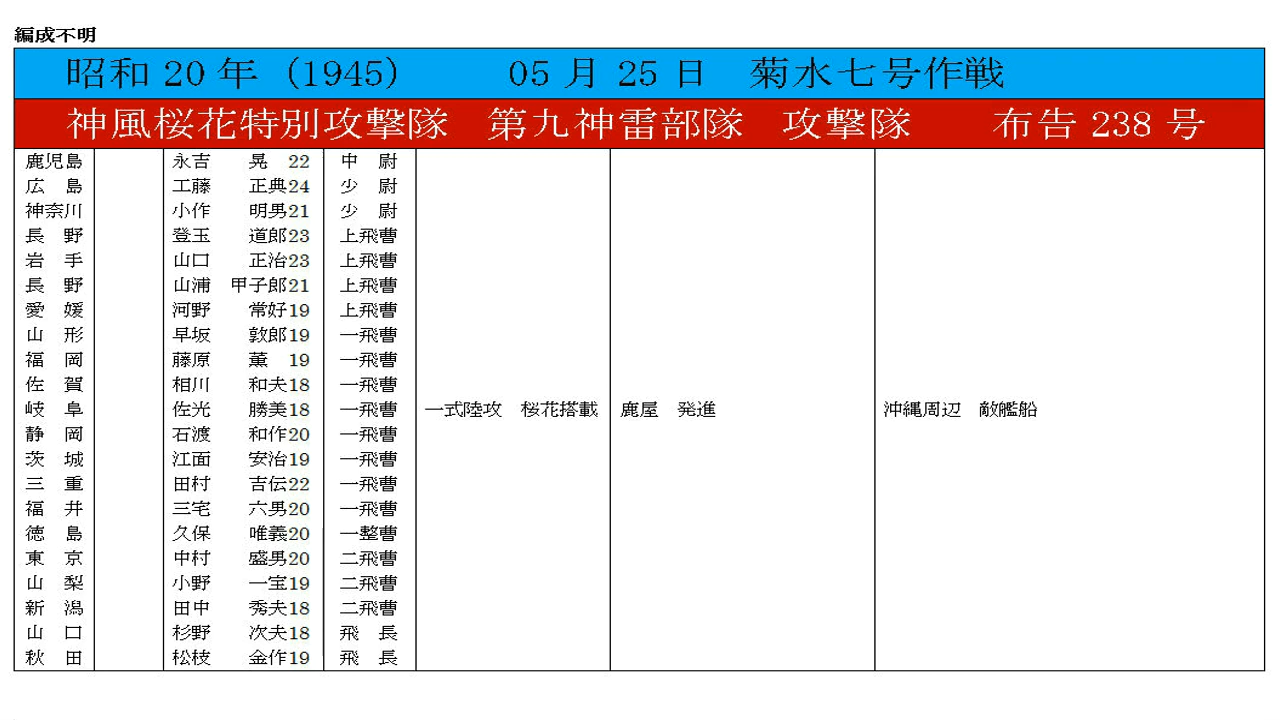 編成不明
昭和20年（1945）　05月25日　菊水七号作戦
神風桜花特別攻撃隊　第九神雷部隊　攻撃隊　布告238号
鹿児島　永吉　晃 22　中　尉
広　島　工藤　正典24　少　尉
神奈川　小作　明男21　少　尉
長　野　登玉　道郎23　上飛曹
岩　手　山口　正治23　上飛曹
長　野　山浦　甲子郎21　上飛曹
愛　媛　河野　常好19　上飛曹
山　形　早坂　敦郎19　一飛曹
福　岡　藤原　薫　19　一飛曹
佐　賀　相川　和夫18　一飛曹
岐　阜　佐光　勝美18　一飛曹　一式陸攻　桜花搭載　鹿屋　発進　沖縄周辺　敵艦船
静　岡　石渡　和作20　一飛曹
茨　城　江面　安治19　一飛曹
三　重　田村　吉伝22　一飛曹
福　井　三宅　六男20　一飛曹
徳　島　久保　唯義20　一整曹
東　京　中村　盛男20　二飛曹
山　梨　小野　一宝19　二飛曹
新　潟　田中　秀夫18　二飛曹
山　口　杉野　次夫18　飛　長
秋　田　松枝　金作19　飛　長